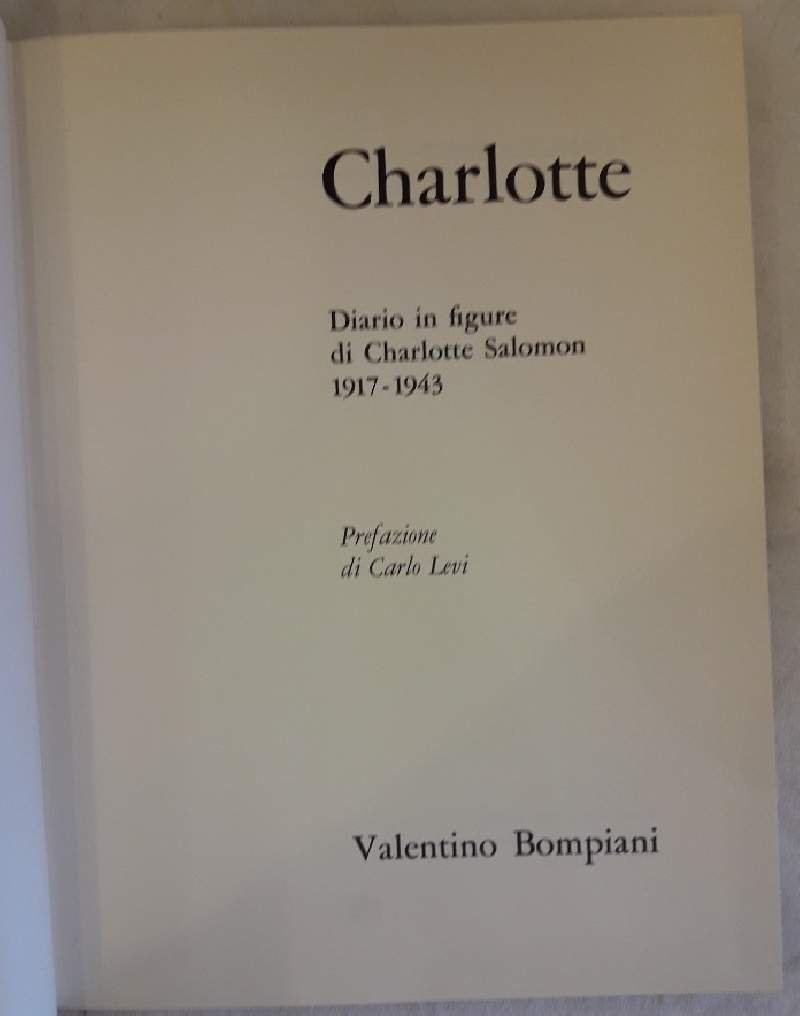 Charlotte
Diario in figure
di Charlotte Salomon
1917-1943
Prefazione
di Carlo Levi
Valentino Bompiani